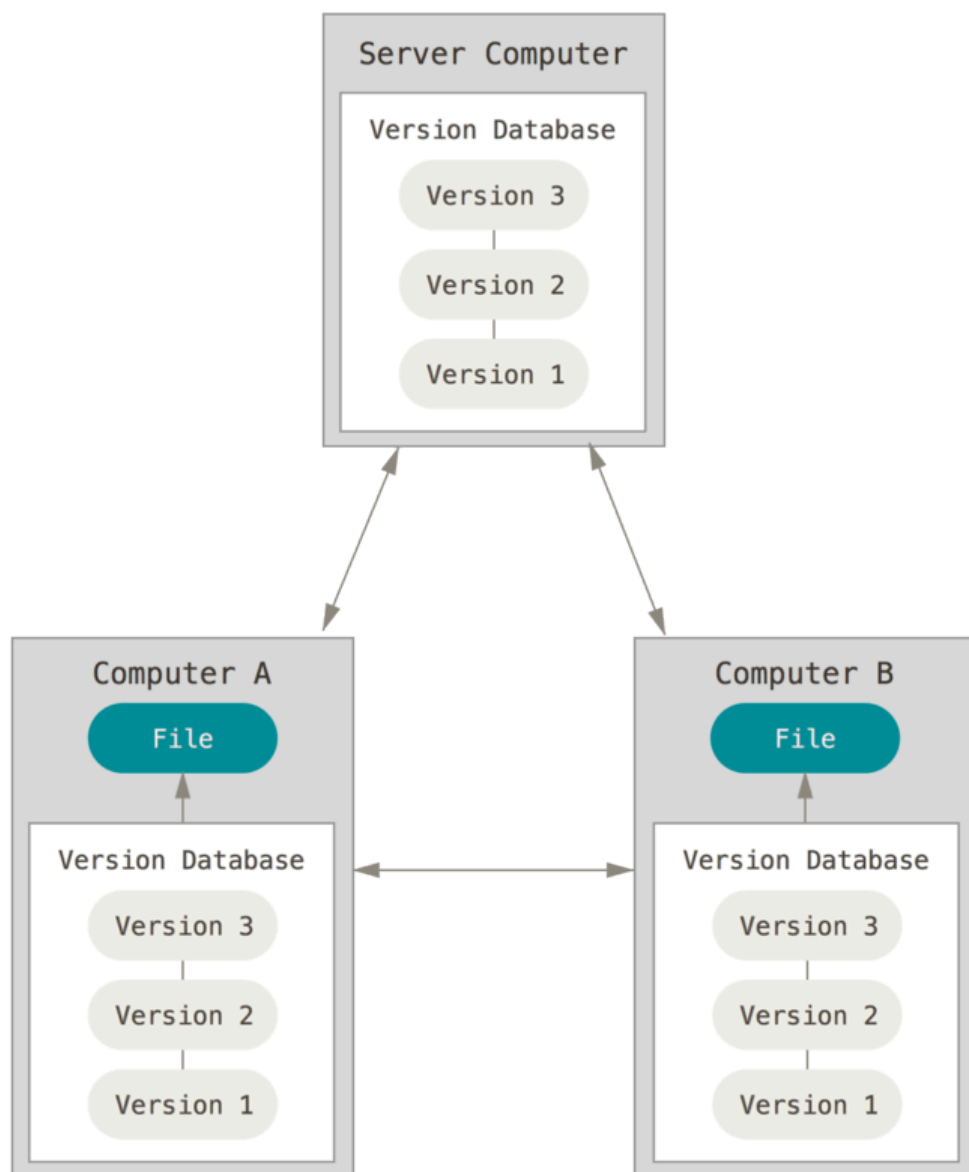 Server Computer
Version Database
Version 3
Version 2
Version 1
Computer A
File
Version Database
Version 3
Version 2
Version 1
Computer B
File
Version Database
Version 3
Version 2
Version 1